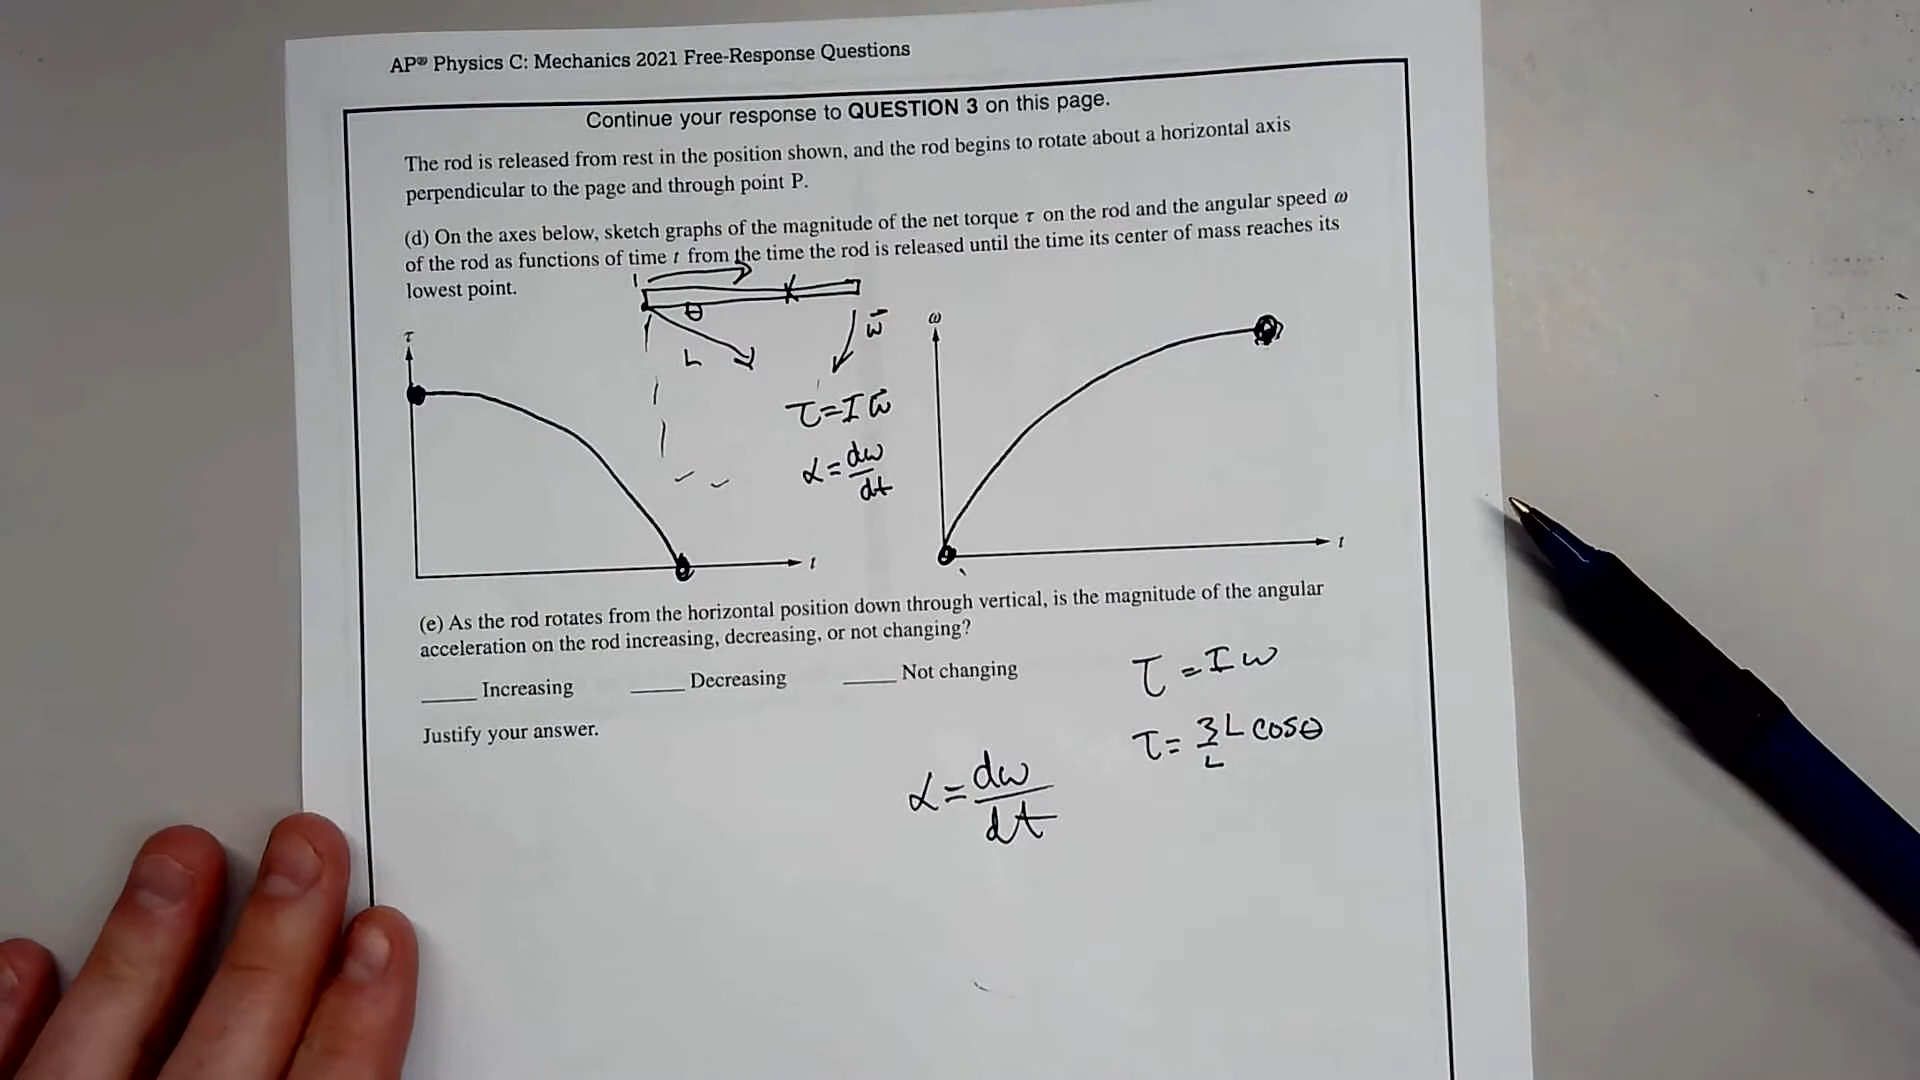 AP® Physics C: Mechanics 2021 Free-Response Questions
Continue your response to QUESTION 3 on this page.
The rod is released from rest in the position shown, and the rod begins to rotate about a horizontal axis
perpendicular to the page and through point P.
(d) On the axes below, sketch graphs of the magnitude of the net torque τ on the rod and the angular speed ω
of the rod as functions of time t from the time the rod is released until the time its center of mass reaches its
lowest point.
θ
L
ω⃗
τ
ω
τ=Iω⃗
α=dω/dt
t
t
(e) As the rod rotates from the horizontal position down through vertical, is the magnitude of the angular
acceleration on the rod increasing, decreasing, or not changing?
____ Increasing ____ Decreasing ____ Not changing
τ=Iω
Justify your answer.
τ=3/L L cosθ
α=dω/dt